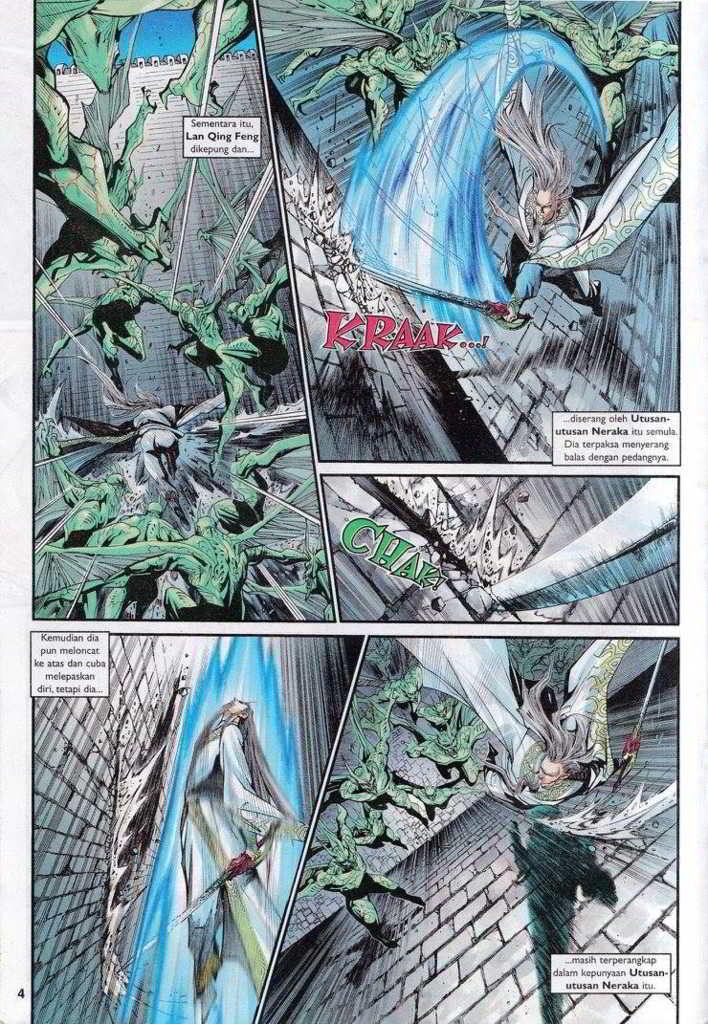 Sementara itu,
Lan Qing Feng
dikepung dan...
KRAAK...!
...diserang oleh Utusan-
utusan Neraka itu semula.
Dia terpaksa menyerang
balas dengan pedangnya.
CHAK!
Kemudian dia
pun meloncat
ke atas dan cuba
melepaskan
diri, tetapi dia...
...masih terperangkap
dalam kepunyaan Utusan-
utusan Neraka itu.
4